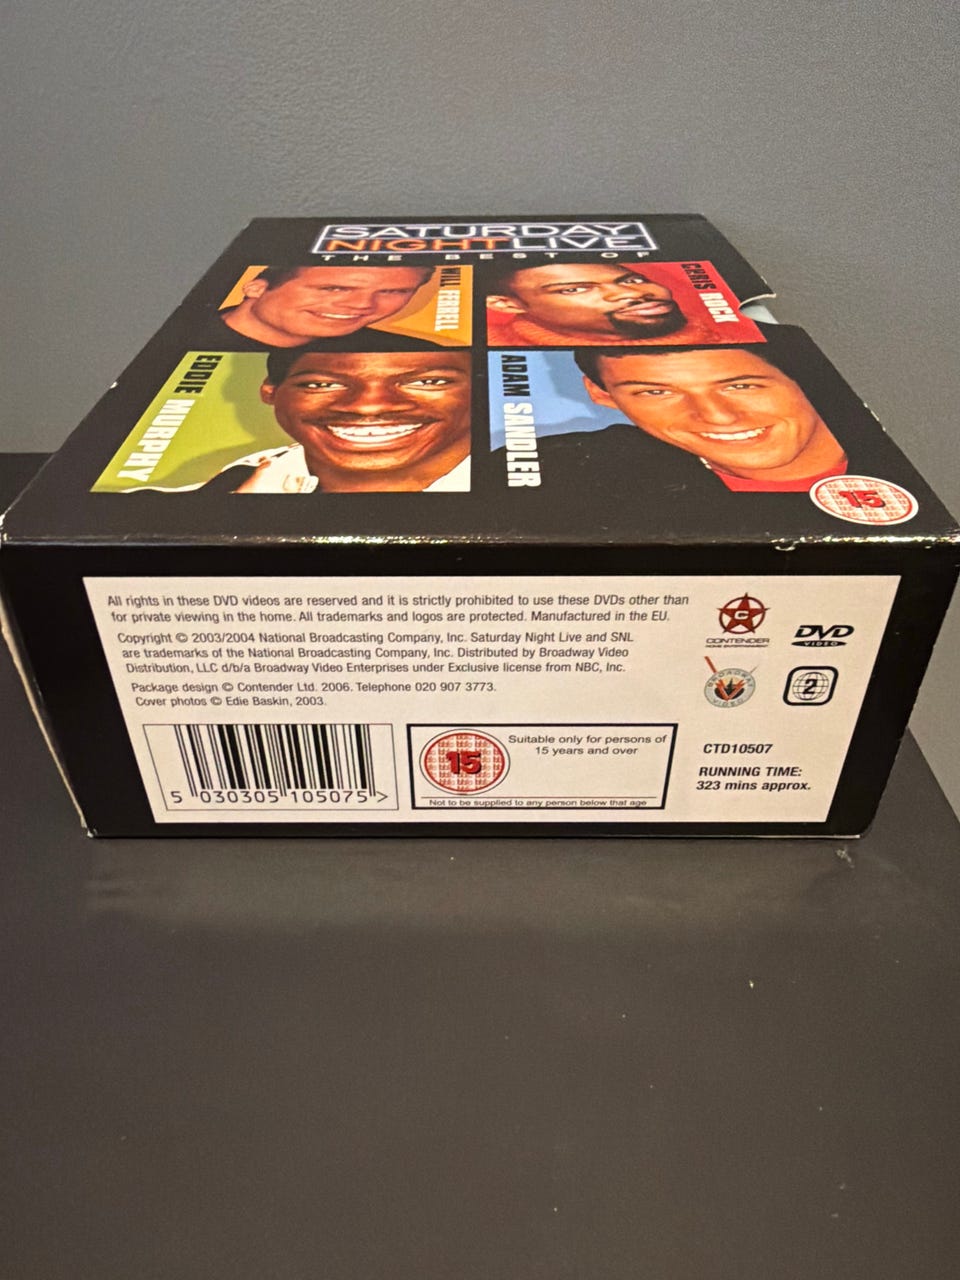 SATURDAY
NIGHT LIVE
THE BEST OF
WILL FERRELL
CHRIS ROCK
EDDIE MURPHY
ADAM SANDLER
15
All rights in these DVD videos are reserved and it is strictly prohibited to use these DVDs other than
for private viewing in the home. All trademarks and logos are protected. Manufactured in the EU.
Copyright © 2003/2004 National Broadcasting Company, Inc. Saturday Night Live and SNL
are trademarks of the National Broadcasting Company, Inc. Distributed by Broadway Video
Distribution, LLC d/b/a Broadway Video Enterprises under Exclusive license from NBC, Inc.
Package design © Contender Ltd. 2006. Telephone 020 907 3773.
Cover photos © Edie Baskin, 2003.
C
CONTENDER
HOME ENTERTAINMENT
DVD
VIDEO
BROADWAY
VIDEO
2
5 030305 105075 >
15
Suitable only for persons of
15 years and over
Not to be supplied to any person below that age
CTD10507
RUNNING TIME:
323 mins approx.